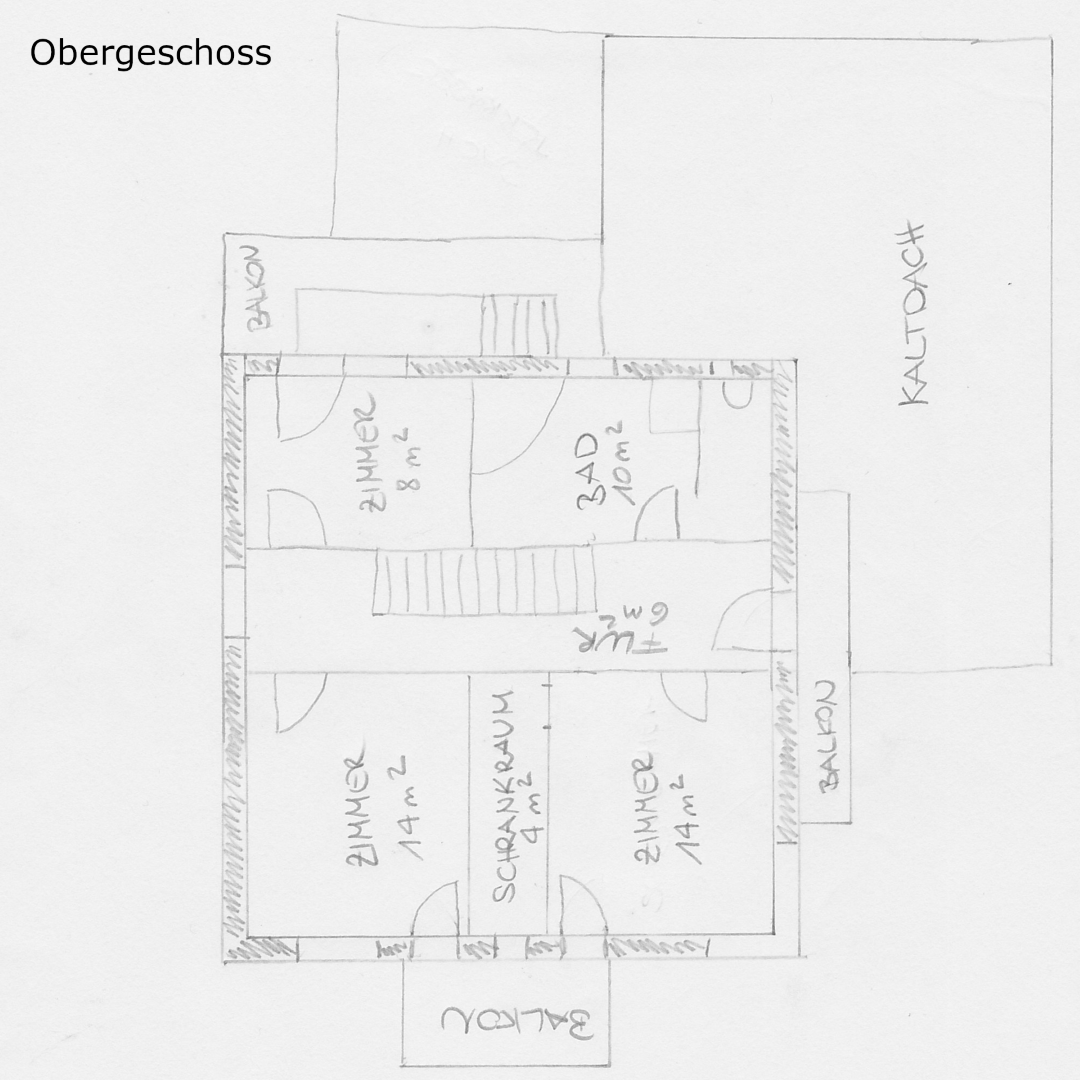 Obergeschoss
BALKON
KALTDACH
ZIMMER
8 m²
BAD
10 m²
FLUR
6 m²
ZIMMER
14 m²
SCHRANKRAUM
4 m²
ZIMMER
14 m²
BALKON
BALKON